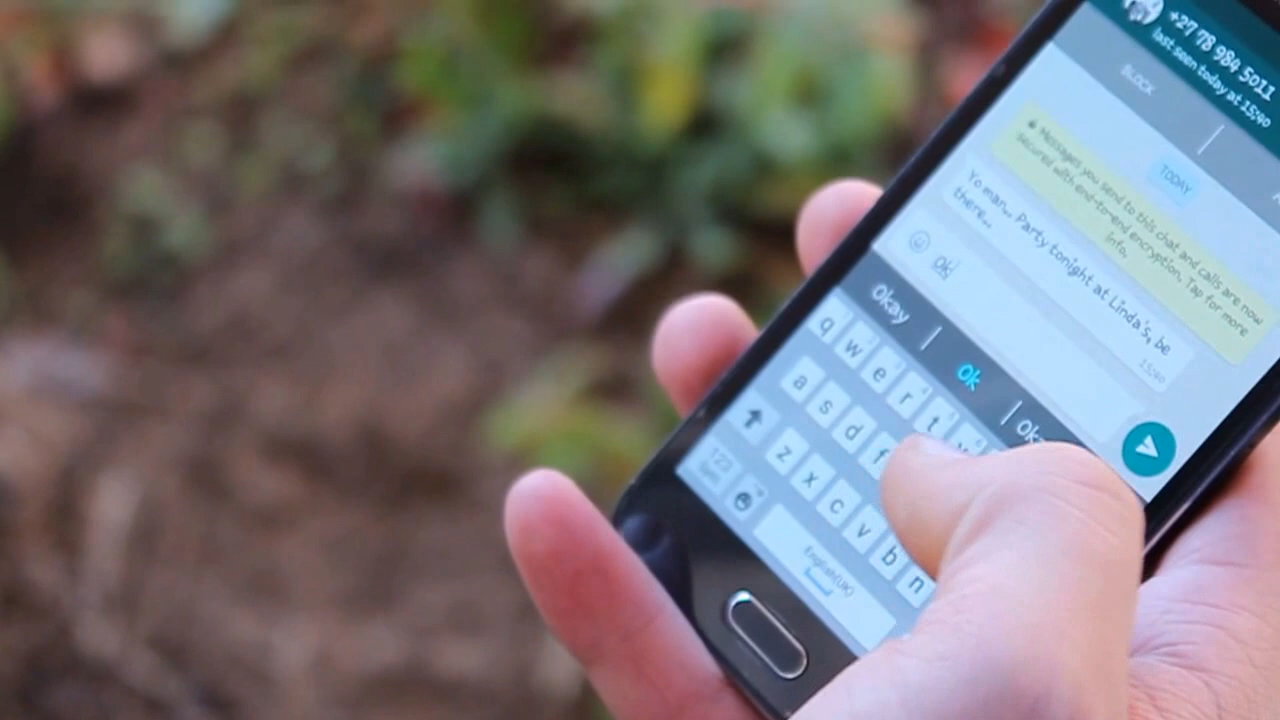 +27 78 984 5011
last seen today at 15:40
BLOCK
TODAY
Messages you send to this chat and calls are now
secured with end-to-end encryption. Tap for more
info.
Yo man... Party tonight at Linda's, be
there...
15:40
Ok
Okay | Ok |
q w e r t
a s d f
z x c v b n
123
Sym
English(UK)